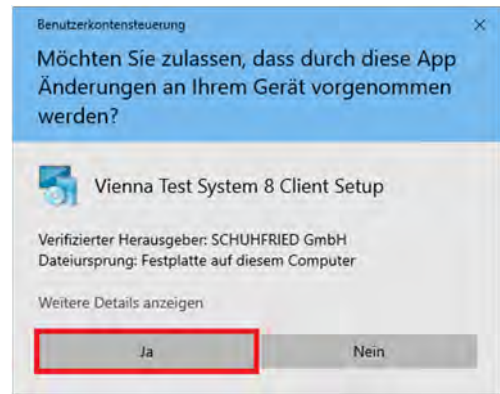 Benutzerkontensteuerung
Möchten Sie zulassen, dass durch diese App
Änderungen an Ihrem Gerät vorgenommen
werden?
Vienna Test System 8 Client Setup
Verifizierter Herausgeber: SCHUHFRIED GmbH
Dateiursprung: Festplatte auf diesem Computer
Weitere Details anzeigen
Ja
Nein